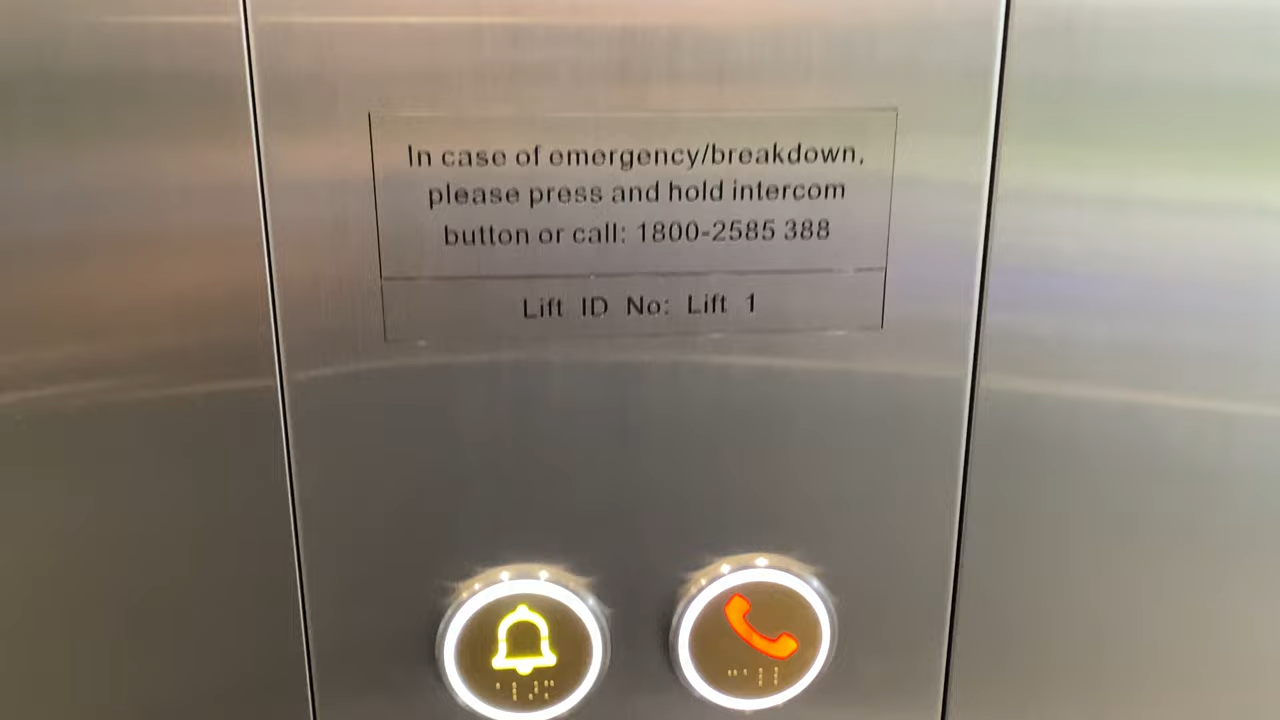 In case of emergency/breakdown,
please press and hold intercom
button or call: 1800-2585 388
Lift ID No: Lift 1